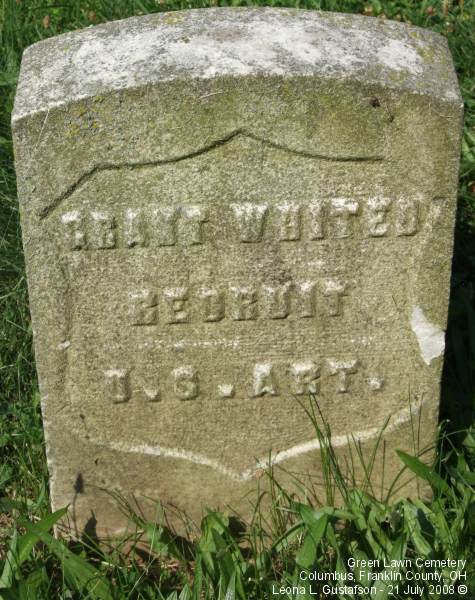 GRANT WHITED
RECRUIT
U.S. ART.
Green Lawn Cemetery
Columbus, Franklin County, OH
Leona L. Gustafson - 21 July 2008 ©